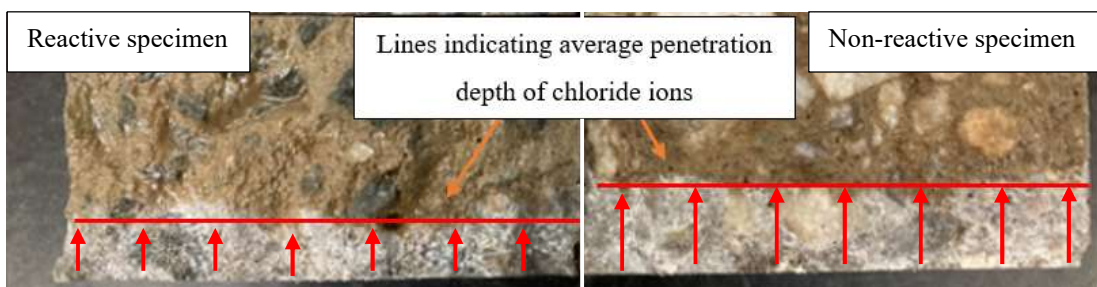 Reactive specimen
Lines indicating average penetration
depth of chloride ions
Non-reactive specimen